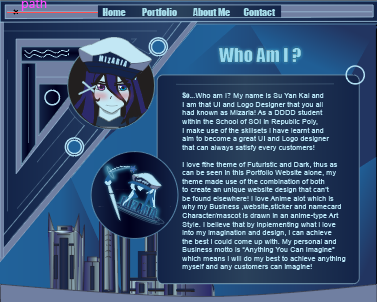 path
Home Portfolio About Me Contact
MIZARIA
Who Am I ?
So...Who am I? My name is Su Yan Kai and
I am that UI and Logo Designer that you all
had known as Mizaria! As a DDDD student
within the School of SOI in Republic Poly,
I make use of the skillsets I have learnt and
aim to become a great UI and Logo designer
that can always satisfy every customers!
I love the theme of Futuristic and Dark, thus as
can be seen in this Portfolio Website alone, my
theme made use of the combination of both
to create an unique website design that can't
be found elsewhere! I love Anime alot which is
why my Business ,website,sticker and namecard
Character/mascot is drawn in an anime-type Art
Style. I believe that by inplementing what I love
into my imagination and design, I can achieve
the best I could come up with. My personal and
Business motto is "Anything You Can Imagine"
which means I will do my best to achieve anything
myself and any customers can imagine!